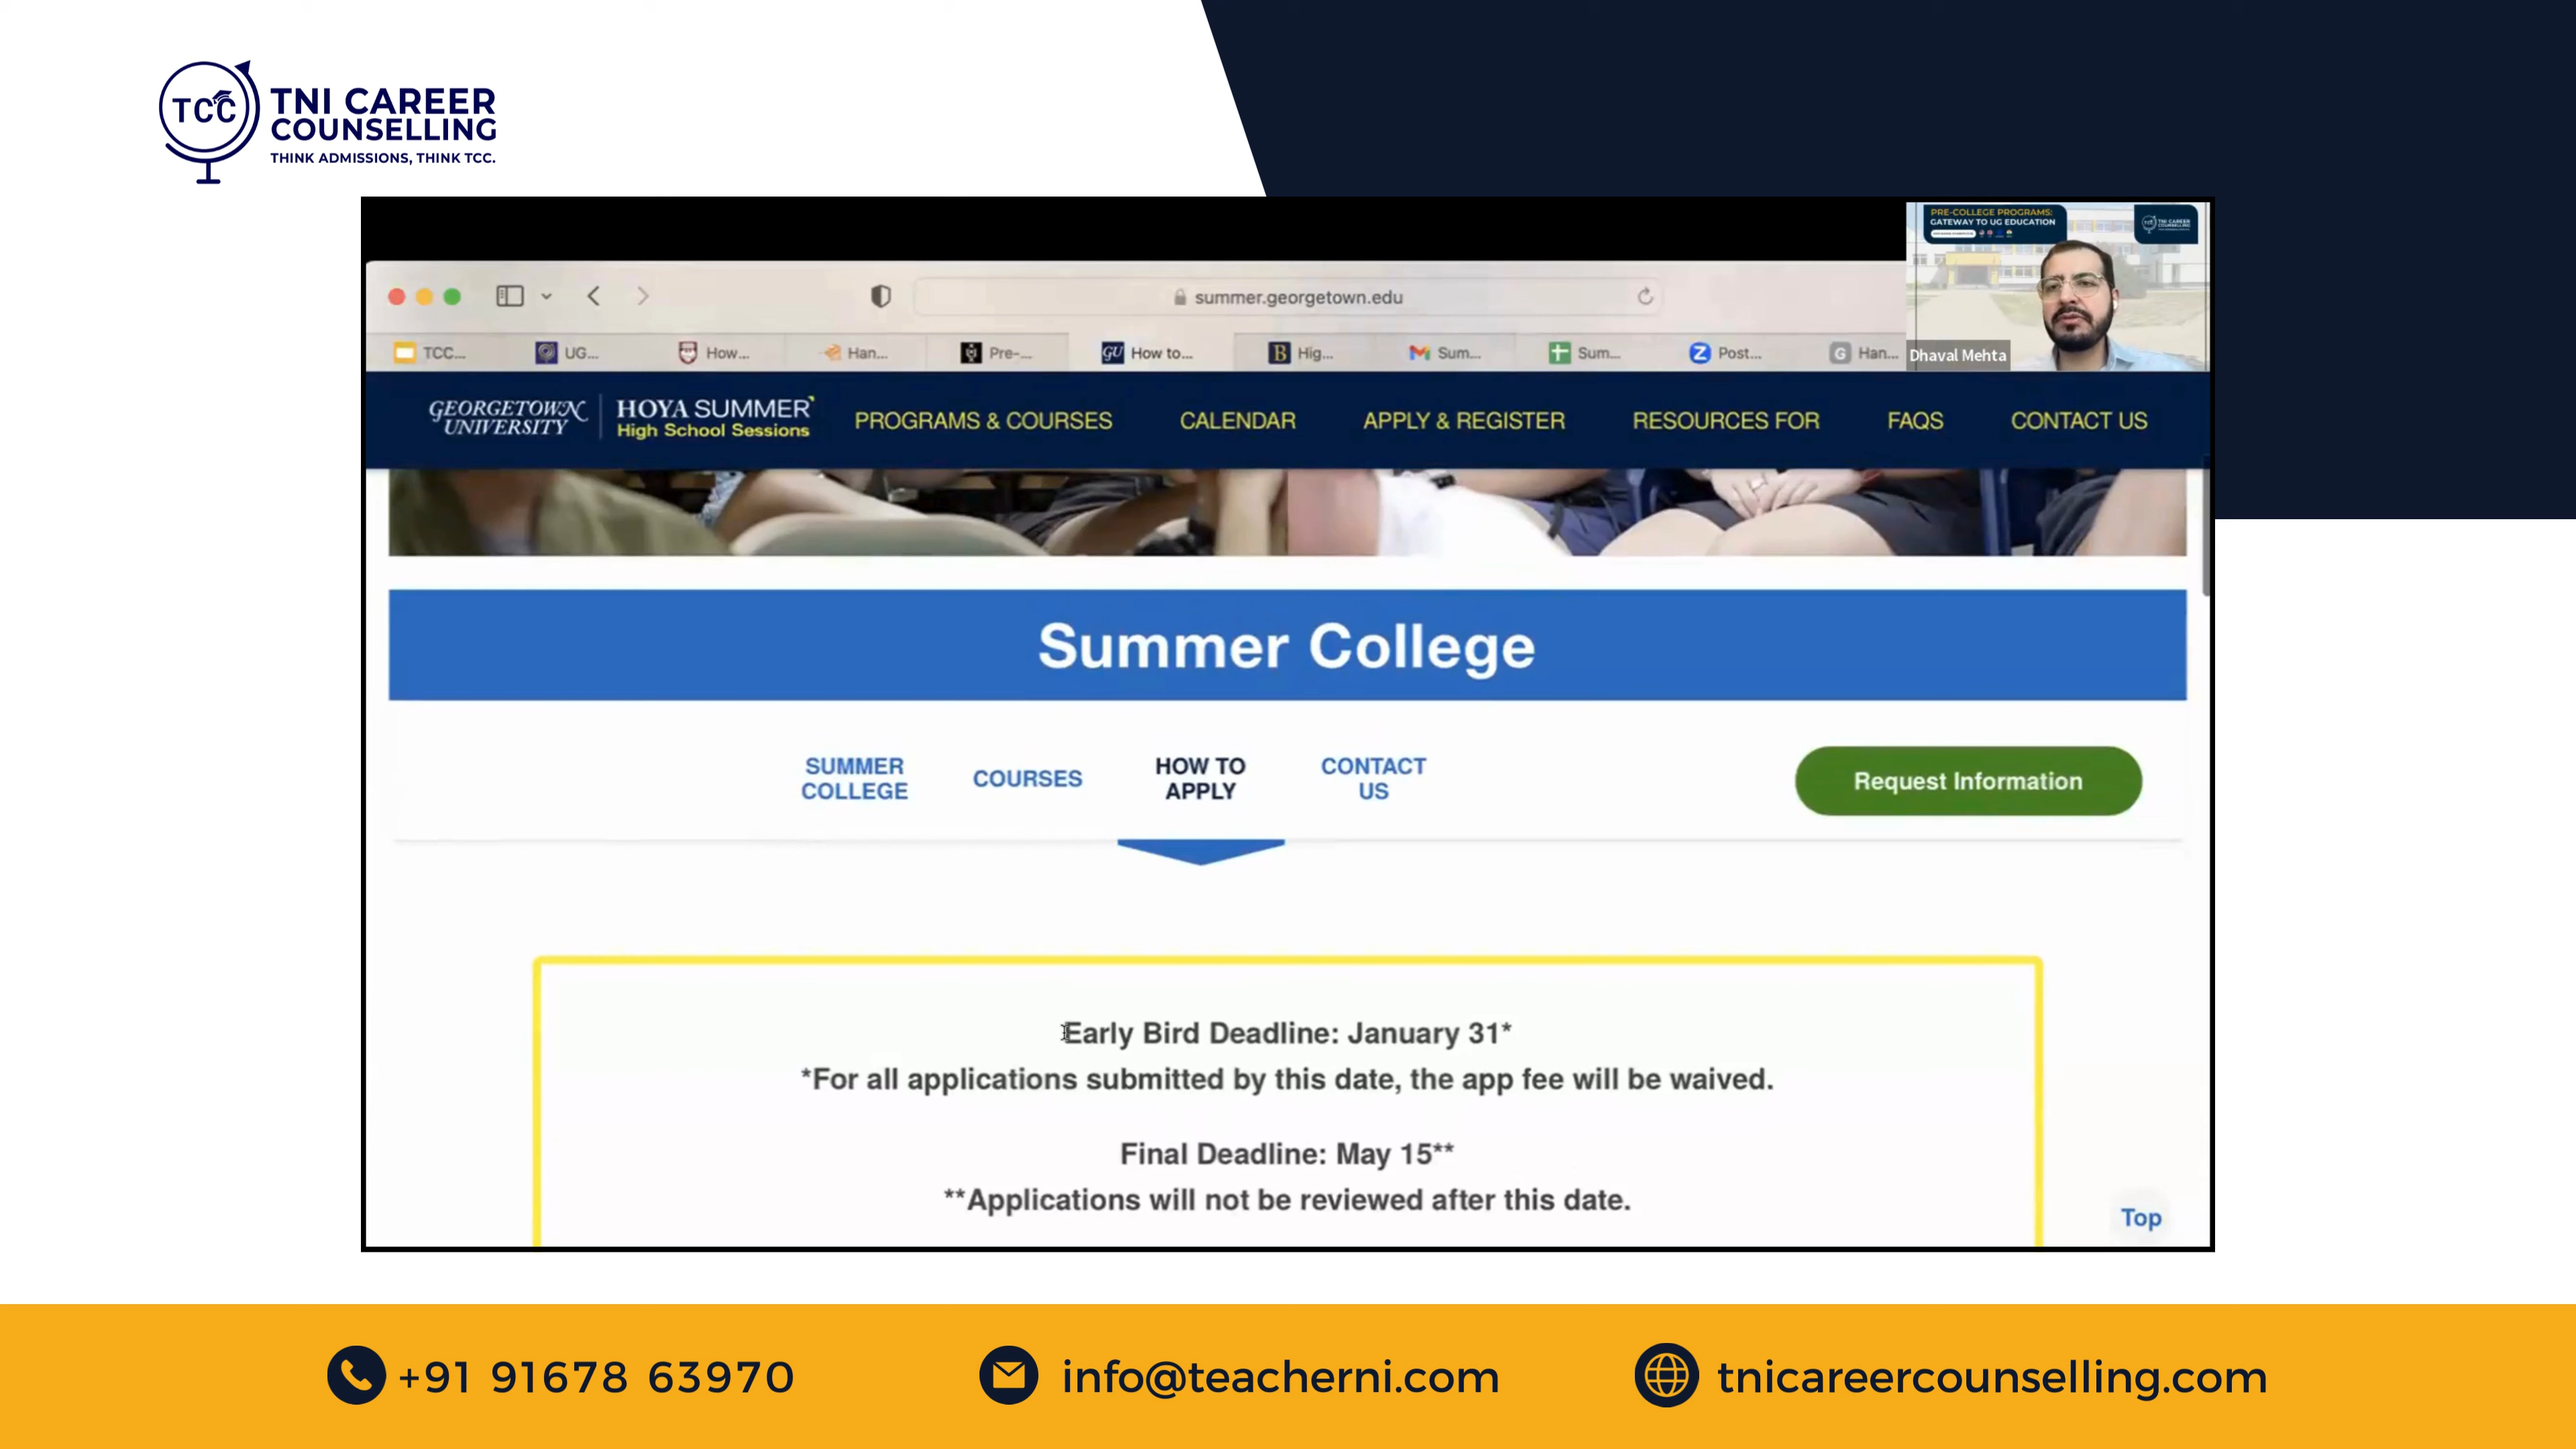 TCC
TNI CAREER
COUNSELLING
THINK ADMISSIONS, THINK TCC.
PRE-COLLEGE PROGRAMS:
GATEWAY TO UG EDUCATION
TNI CAREER
COUNSELLING
Dhaval Mehta
summer.georgetown.edu
TCC...
UG...
How...
Han...
Pre-...
GU How to...
B Hig...
Sum...
Sum...
Z Post...
G Han...
GEORGETOWN
UNIVERSITY
HOYA SUMMER
High School Sessions
PROGRAMS & COURSES
CALENDAR
APPLY & REGISTER
RESOURCES FOR
FAQS
CONTACT US
Summer College
SUMMER
COLLEGE
COURSES
HOW TO
APPLY
CONTACT
US
Request Information
Early Bird Deadline: January 31*
*For all applications submitted by this date, the app fee will be waived.
Final Deadline: May 15**
**Applications will not be reviewed after this date.
Top
+91 91678 63970
info@teacherni.com
tnicareercounselling.com